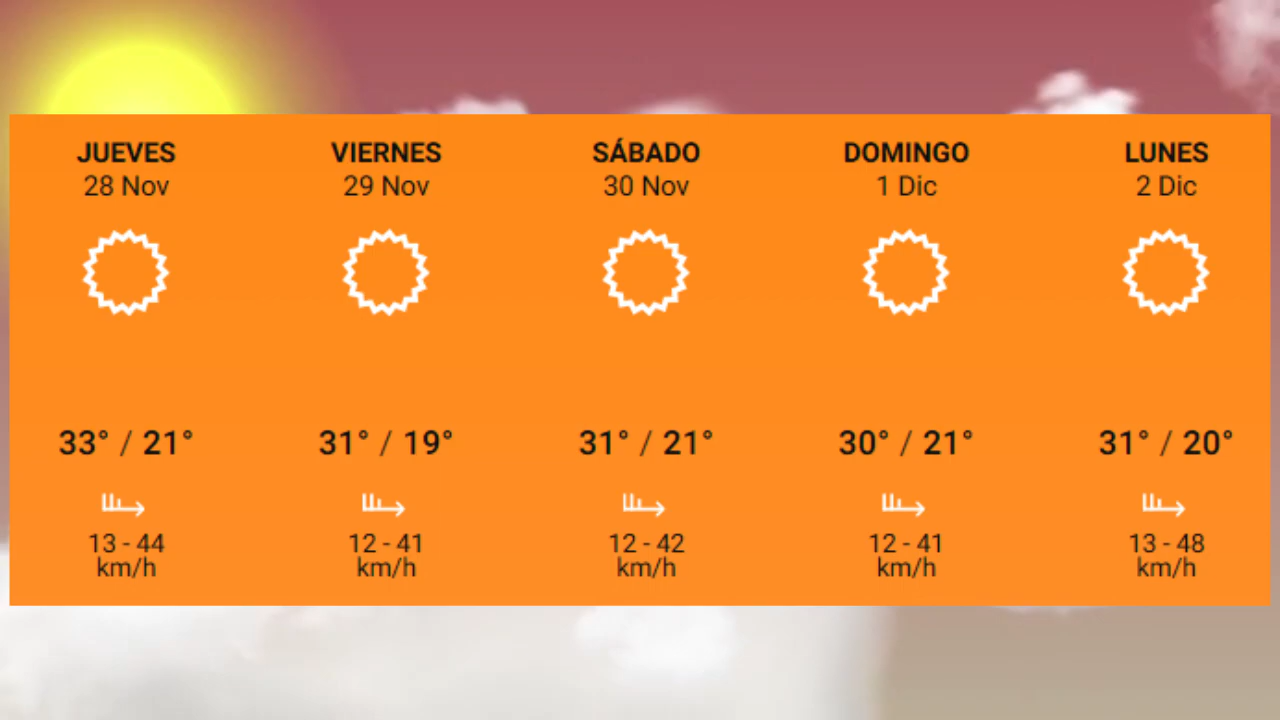 JUEVES
28 Nov
33° / 21°
13 - 44
km/h
VIERNES
29 Nov
31° / 19°
12 - 41
km/h
SÁBADO
30 Nov
31° / 21°
12 - 42
km/h
DOMINGO
1 Dic
30° / 21°
12 - 41
km/h
LUNES
2 Dic
31° / 20°
13 - 48
km/h